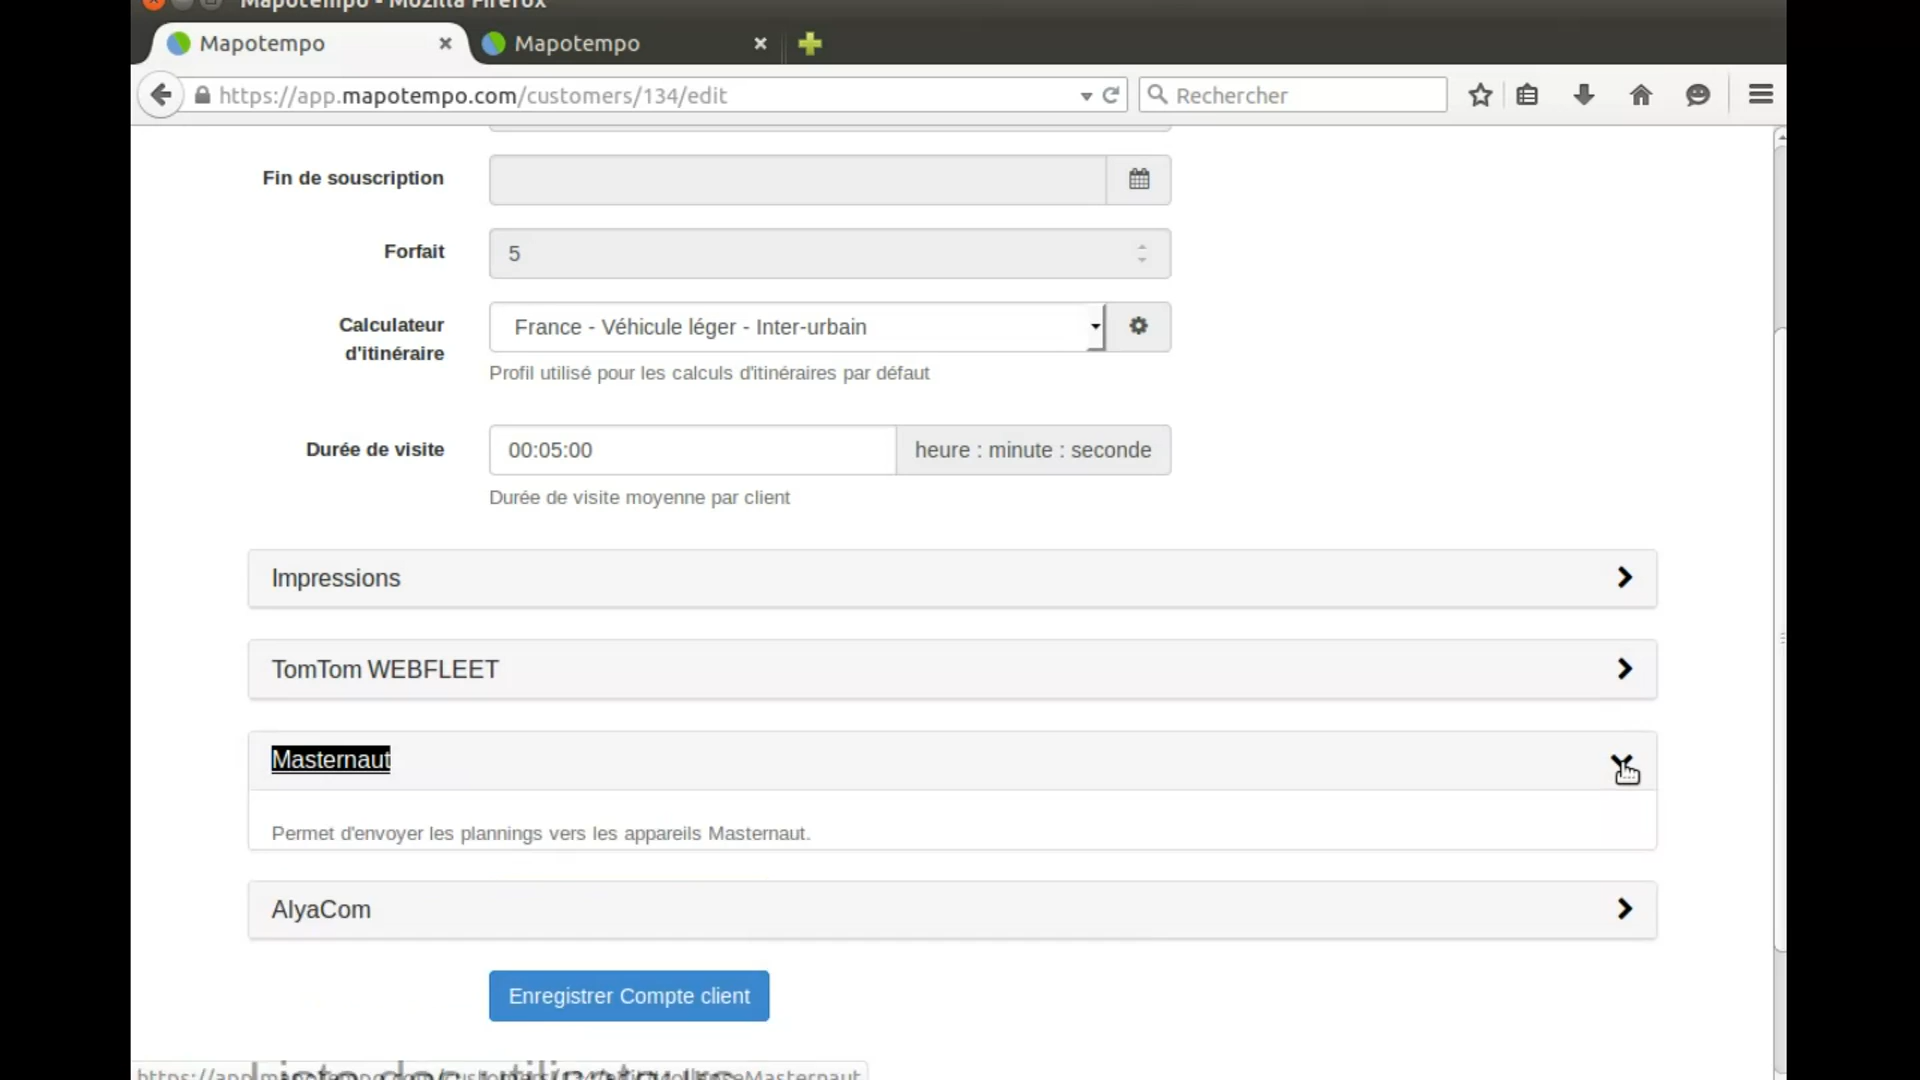 Mapotempo - Mozilla Firefox
Mapotempo
Mapotempo
https://app.mapotempo.com/customers/134/edit
Rechercher
Fin de souscription
Forfait
5
Calculateur
d'itinéraire
France - Véhicule léger - Inter-urbain
Profil utilisé pour les calculs d'itinéraires par défaut
Durée de visite
00:05:00
heure : minute : seconde
Durée de visite moyenne par client
Impressions
TomTom WEBFLEET
Masternaut
Permet d'envoyer les plannings vers les appareils Masternaut.
AlyaCom
Enregistrer Compte client